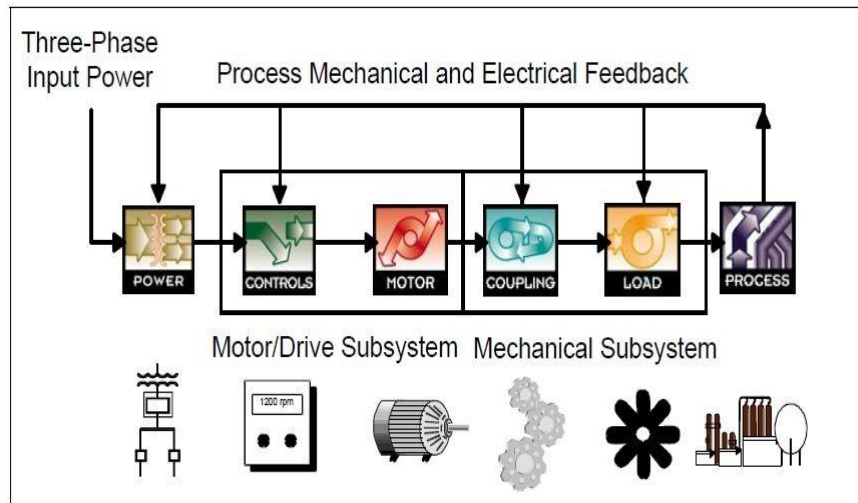 Three-Phase
Input Power
Process Mechanical and Electrical Feedback
POWER
CONTROLS
MOTOR
COUPLING
LOAD
PROCESS
Motor/Drive Subsystem
Mechanical Subsystem
1200 rpm